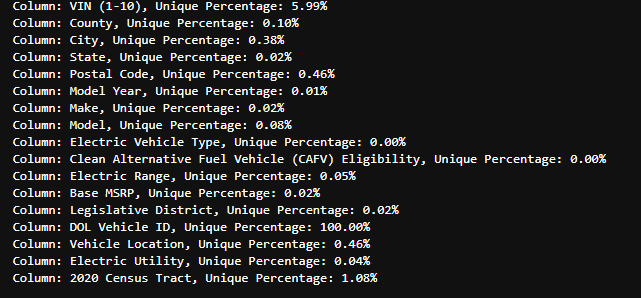 Column: VIN (1-10), Unique Percentage: 5.99%
Column: County, Unique Percentage: 0.10%
Column: City, Unique Percentage: 0.38%
Column: State, Unique Percentage: 0.02%
Column: Postal Code, Unique Percentage: 0.46%
Column: Model Year, Unique Percentage: 0.01%
Column: Make, Unique Percentage: 0.02%
Column: Model, Unique Percentage: 0.08%
Column: Electric Vehicle Type, Unique Percentage: 0.00%
Column: Clean Alternative Fuel Vehicle (CAFV) Eligibility, Unique Percentage: 0.00%
Column: Electric Range, Unique Percentage: 0.05%
Column: Base MSRP, Unique Percentage: 0.02%
Column: Legislative District, Unique Percentage: 0.02%
Column: DOL Vehicle ID, Unique Percentage: 100.00%
Column: Vehicle Location, Unique Percentage: 0.46%
Column: Electric Utility, Unique Percentage: 0.04%
Column: 2020 Census Tract, Unique Percentage: 1.08%